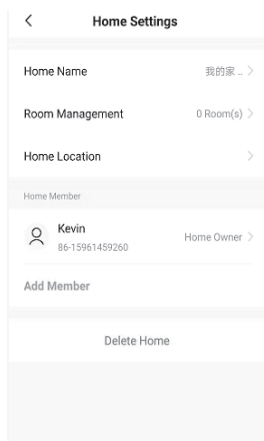 Home Settings
Home Name 我的家 ..
Room Management 0 Room(s)
Home Location
Home Member
Kevin
86-15961459260
Home Owner
Add Member
Delete Home